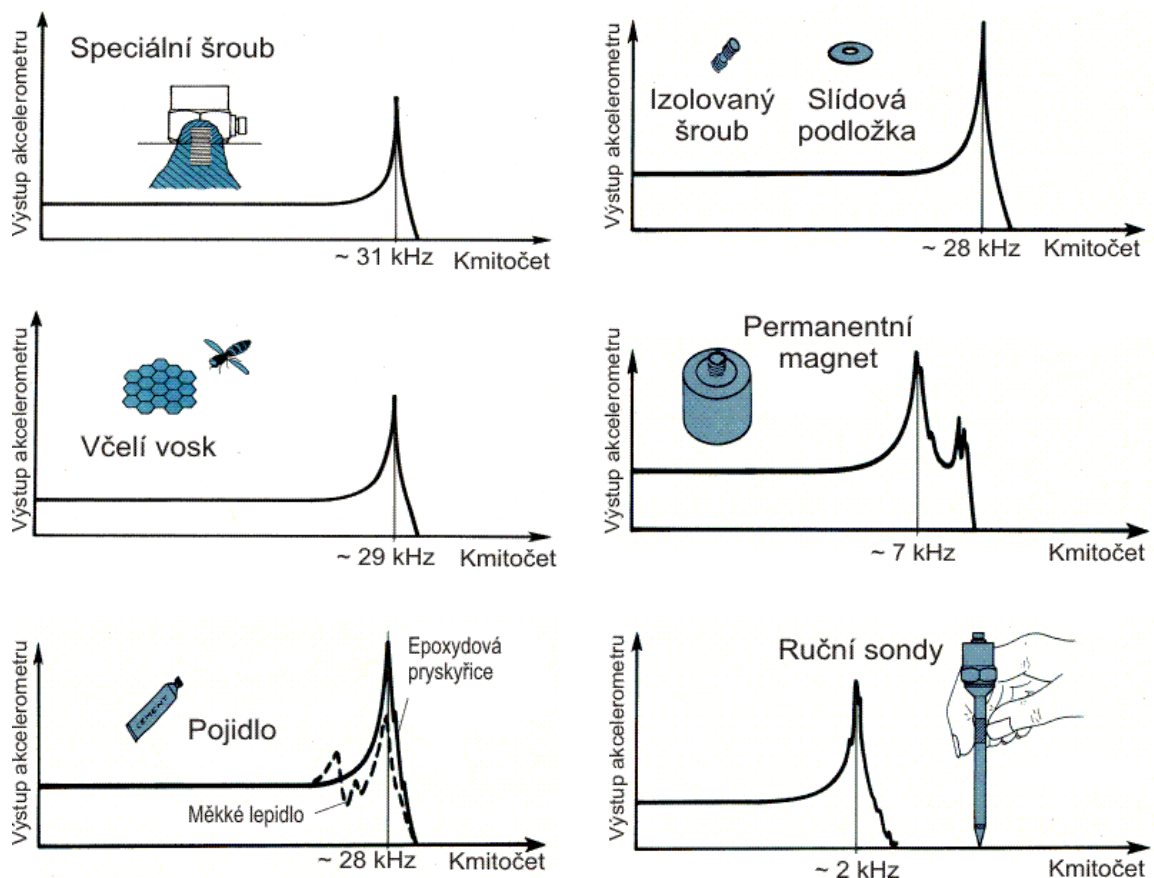 Speciální šroub
Výstup akcelerometru
~ 31 kHz
Kmitočet
Izolovaný
šroub
Slídová
podložka
Výstup akcelerometru
~ 28 kHz
Kmitočet
Včelí vosk
Výstup akcelerometru
~ 29 kHz
Kmitočet
Permanentní
magnet
Výstup akcelerometru
~ 7 kHz
Kmitočet
Epoxydová
pryskyřice
CEMENT
Pojidlo
Měkké lepidlo
Výstup akcelerometru
~ 28 kHz
Kmitočet
Ruční sondy
Výstup akcelerometru
~ 2 kHz
Kmitočet